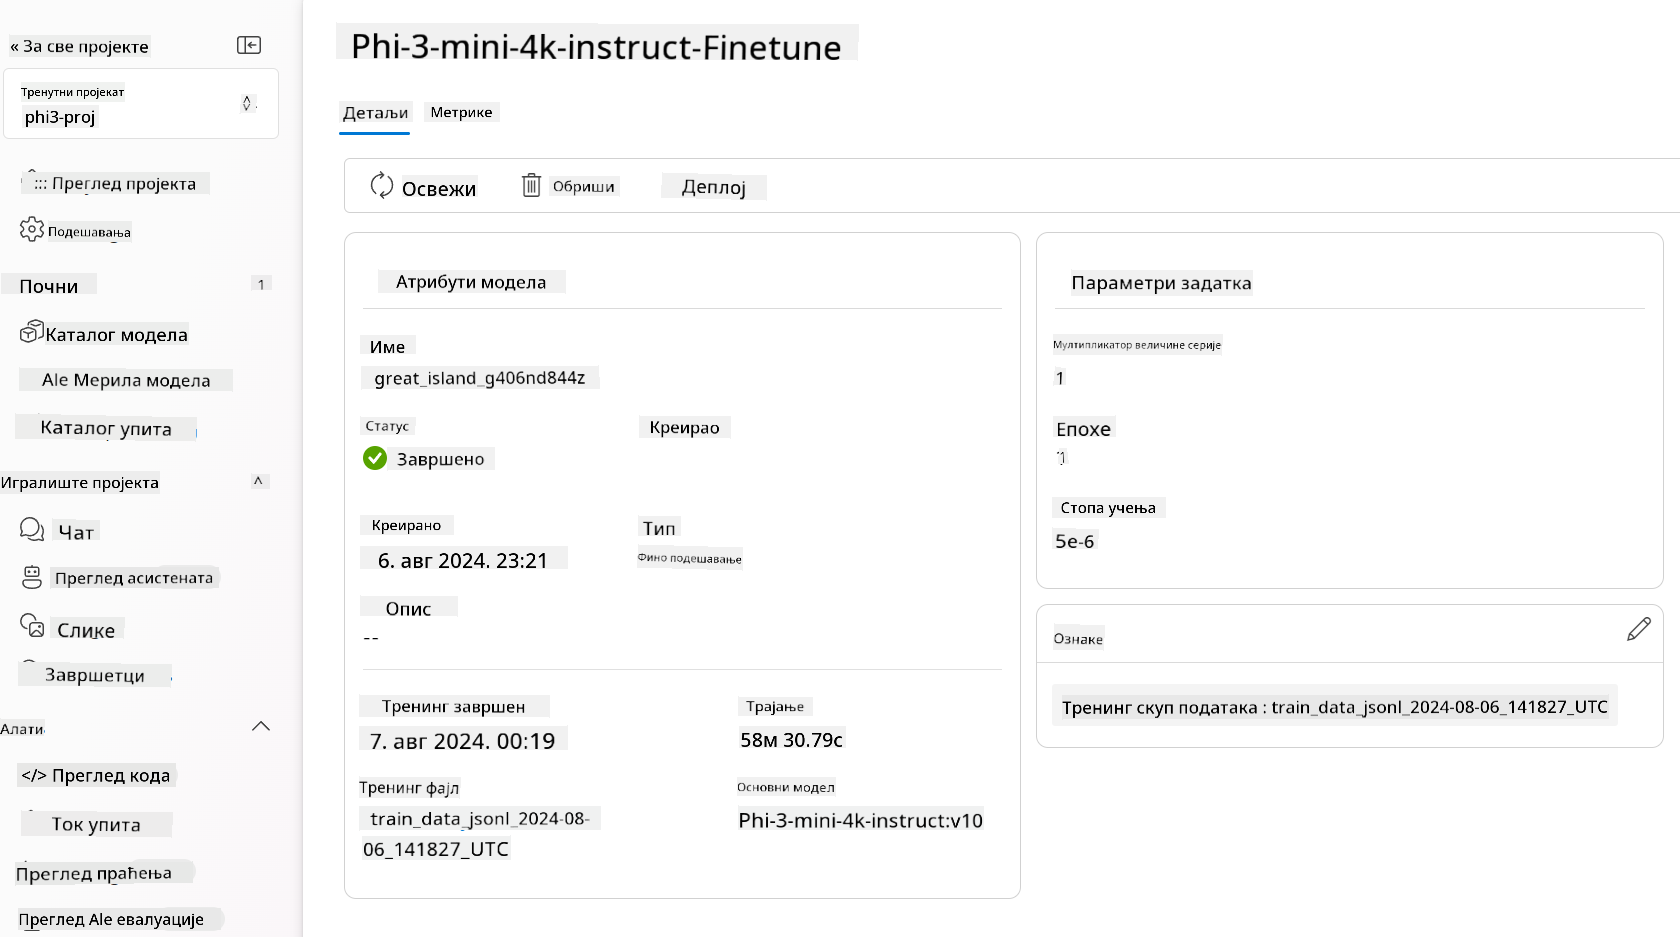 « За све пројекте
Тренутни пројекат
phi3-proj
::: Преглед пројекта
Подешавања
Почни
1
Каталог модела
Ale Мерила модела
Каталог упита
Игралиште пројекта
^
Чат
Преглед асистената
Слике
Завршетци
Алати
</> Преглед кода
Ток упита
Преглед праћења
Преглед Ale евалуације
Phi-3-mini-4k-instruct-Finetune
Детаљи
Метрике
Освежи
Обриши
Деплој
Атрибути модела
Име
great_island_g406nd844z
Статус
Креирао
Завршено
Креирано
Тип
6. авг 2024. 23:21
Фино подешавање
Опис
--
Тренинг завршен
Трајање
7. авг 2024. 00:19
58м 30.79с
Тренинг фајл
Основни модел
train_data_jsonl_2024-08-
06_141827_UTC
Phi-3-mini-4k-instruct:v10
Параметри задатка
Мултипликатор величине серије
1
Епохе
1
Стопа учења
5e-6
Ознаке
Тренинг скуп података : train_data_jsonl_2024-08-06_141827_UTC